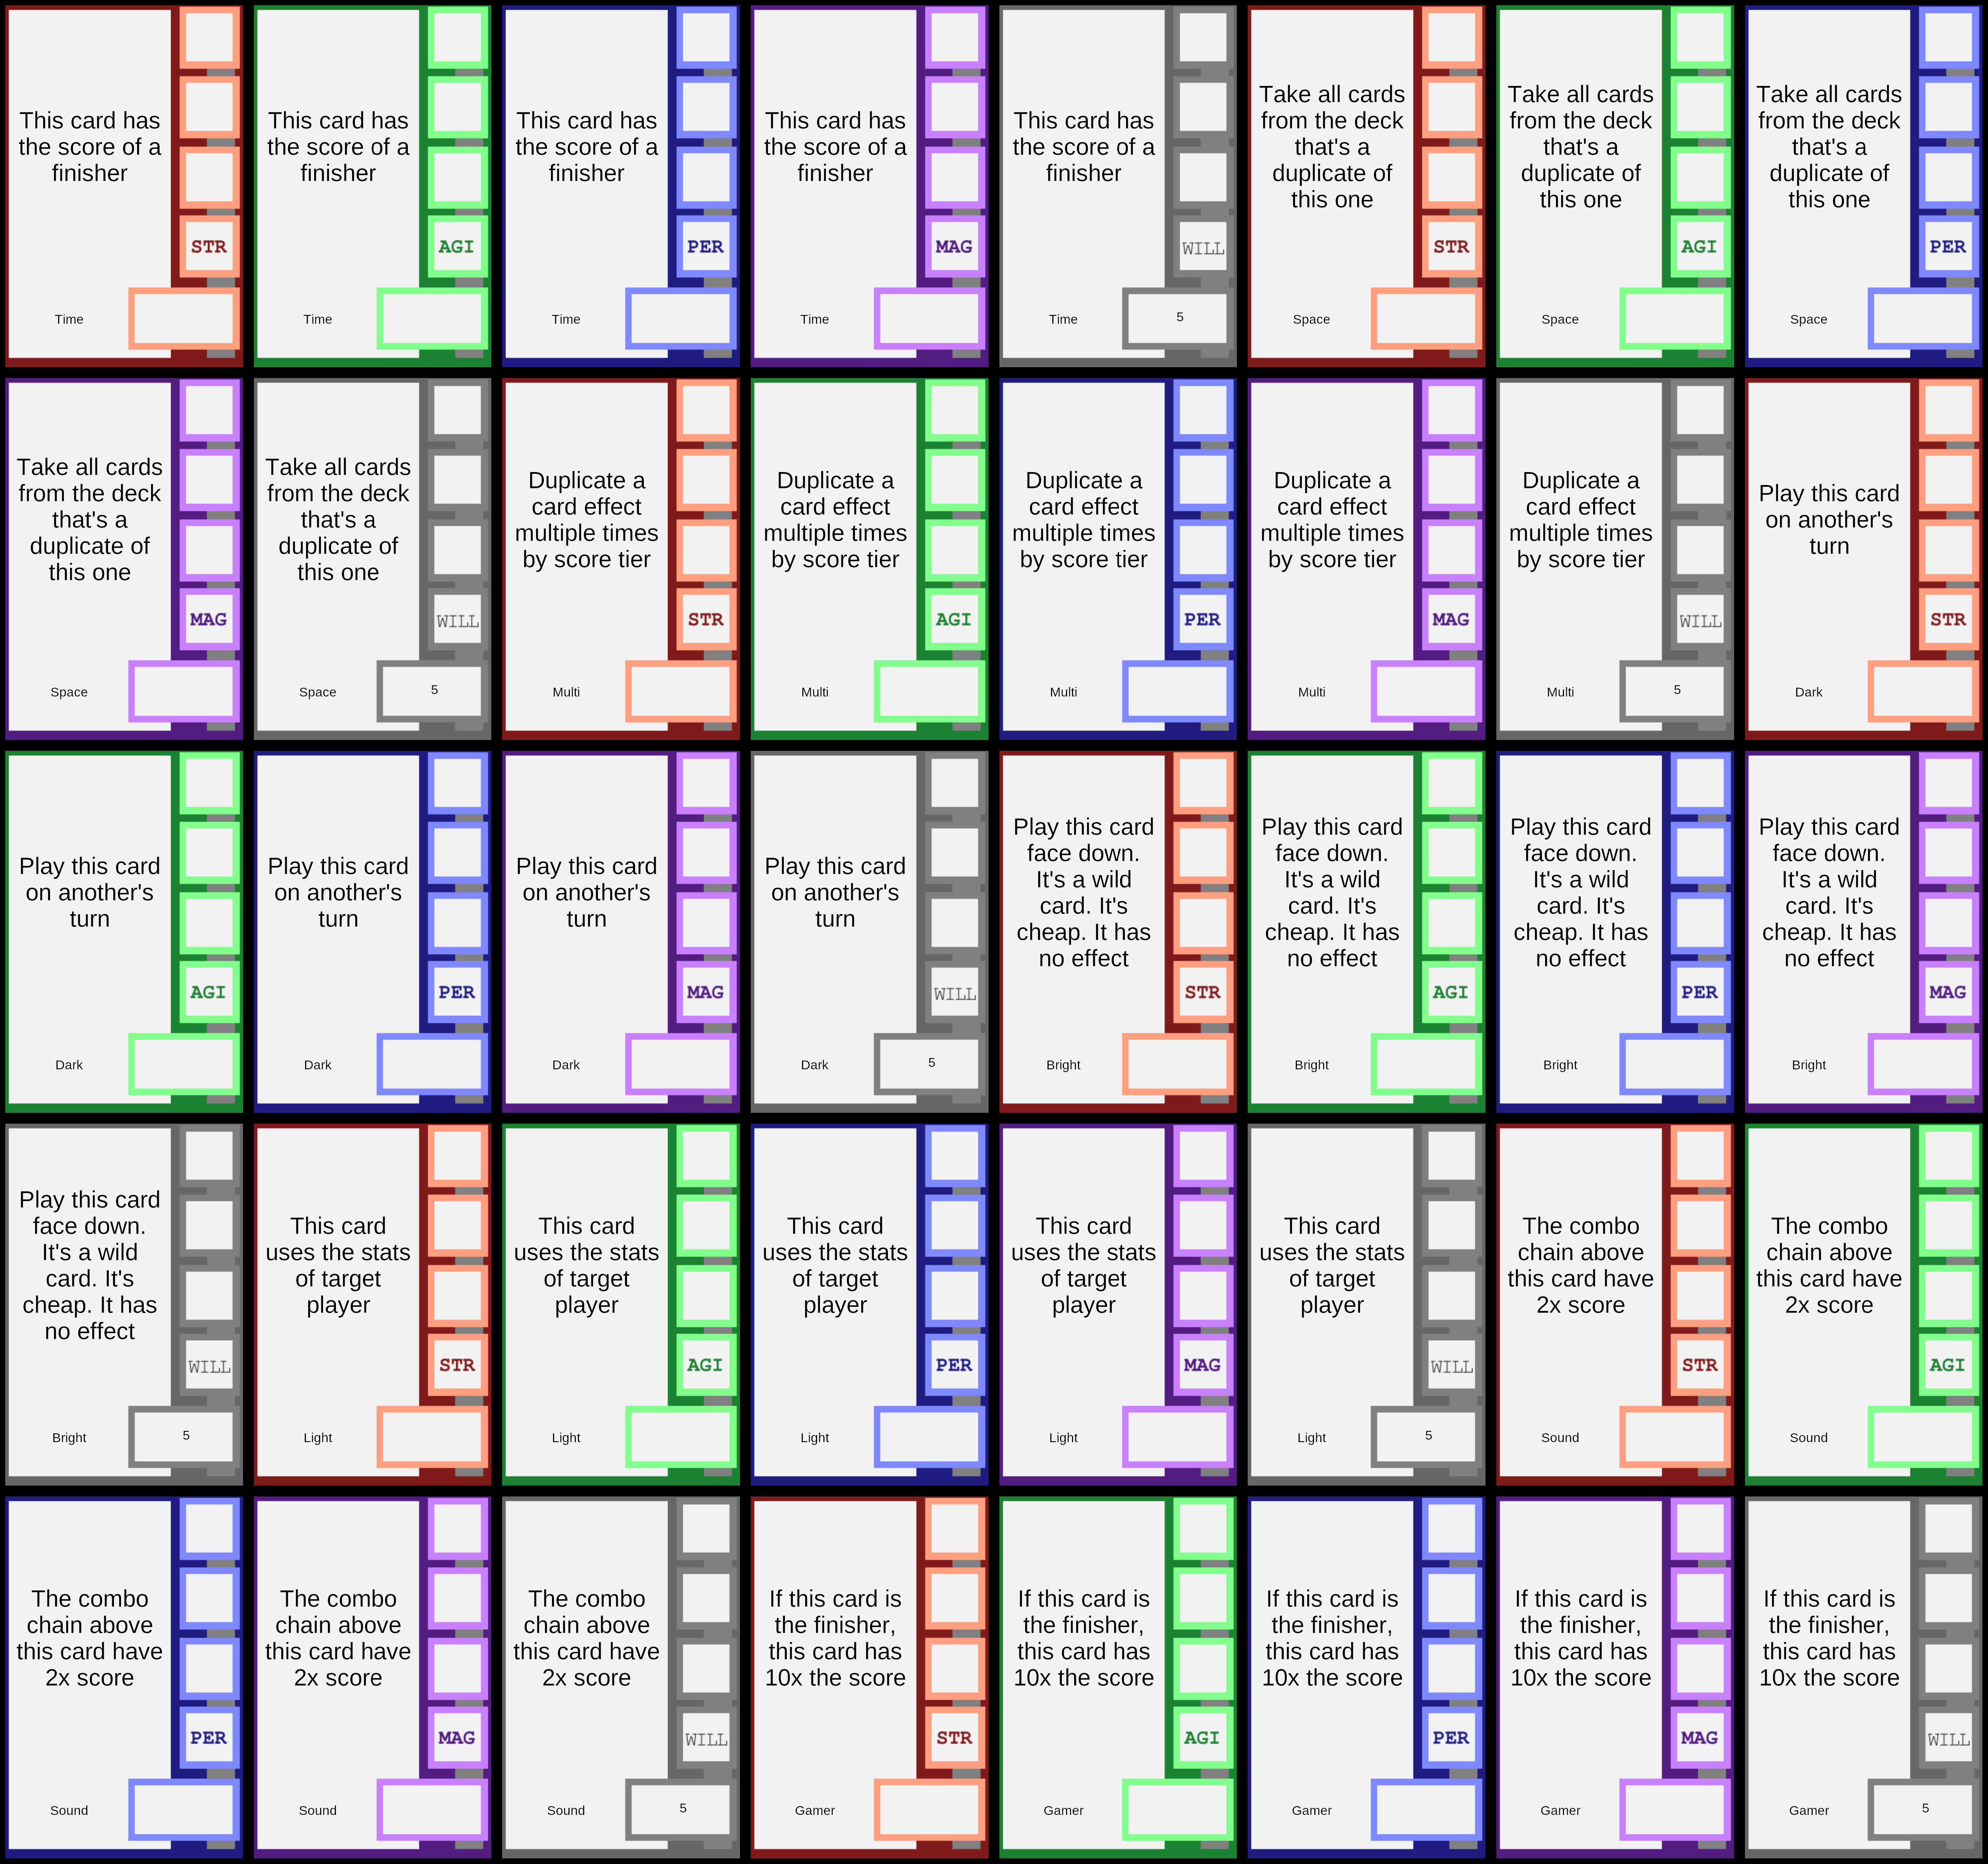 This card has
the score of a
finisher
STR
Time
This card has
the score of a
finisher
AGI
Time
This card has
the score of a
finisher
PER
Time
This card has
the score of a
finisher
MAG
Time
This card has
the score of a
finisher
WILL
Time
5
Take all cards
from the deck
that's a
duplicate of
this one
STR
Space
Take all cards
from the deck
that's a
duplicate of
this one
AGI
Space
Take all cards
from the deck
that's a
duplicate of
this one
PER
Space
Take all cards
from the deck
that's a
duplicate of
this one
MAG
Space
Take all cards
from the deck
that's a
duplicate of
this one
WILL
Space
5
Duplicate a
card effect
multiple times
by score tier
STR
Multi
Duplicate a
card effect
multiple times
by score tier
AGI
Multi
Duplicate a
card effect
multiple times
by score tier
PER
Multi
Duplicate a
card effect
multiple times
by score tier
MAG
Multi
Duplicate a
card effect
multiple times
by score tier
WILL
Multi
5
Play this card
on another's
turn
STR
Dark
Play this card
on another's
turn
AGI
Dark
Play this card
on another's
turn
PER
Dark
Play this card
on another's
turn
MAG
Dark
Play this card
on another's
turn
WILL
Dark
5
Play this card
face down.
It's a wild
card. It's
cheap. It has
no effect
STR
Bright
Play this card
face down.
It's a wild
card. It's
cheap. It has
no effect
AGI
Bright
Play this card
face down.
It's a wild
card. It's
cheap. It has
no effect
PER
Bright
Play this card
face down.
It's a wild
card. It's
cheap. It has
no effect
MAG
Bright
Play this card
face down.
It's a wild
card. It's
cheap. It has
no effect
WILL
Bright
5
This card
uses the stats
of target
player
STR
Light
This card
uses the stats
of target
player
AGI
Light
This card
uses the stats
of target
player
PER
Light
This card
uses the stats
of target
player
MAG
Light
This card
uses the stats
of target
player
WILL
Light
5
The combo
chain above
this card have
2x score
STR
Sound
The combo
chain above
this card have
2x score
AGI
Sound
The combo
chain above
this card have
2x score
PER
Sound
The combo
chain above
this card have
2x score
MAG
Sound
The combo
chain above
this card have
2x score
WILL
Sound
5
If this card is
the finisher,
this card has
10x the score
STR
Gamer
If this card is
the finisher,
this card has
10x the score
AGI
Gamer
If this card is
the finisher,
this card has
10x the score
PER
Gamer
If this card is
the finisher,
this card has
10x the score
MAG
Gamer
If this card is
the finisher,
this card has
10x the score
WILL
Gamer
5